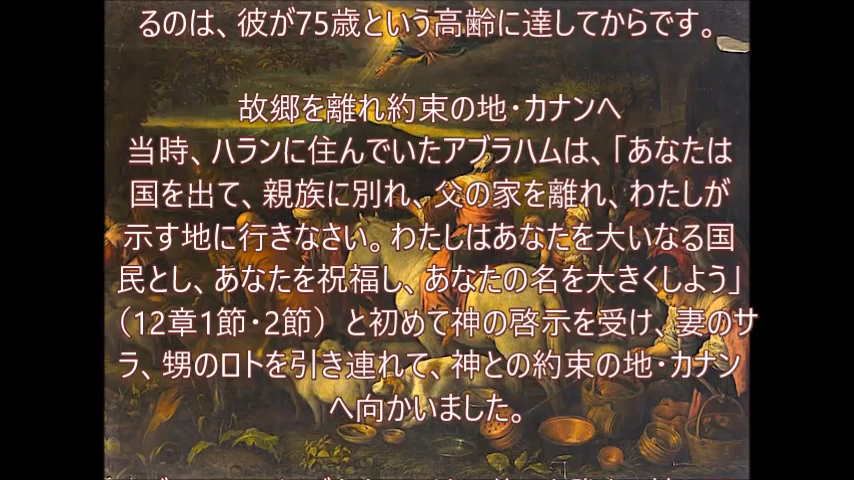 るのは、彼が75歳という高齢に達してからです。
故郷を離れ約束の地・カナンへ
当時、ハランに住んでいたアブラハムは、「あなたは
国を出て、親族に別れ、父の家を離れ、わたしが
示す地に行きなさい。わたしはあなたを大いなる国
民とし、あなたを祝福し、あなたの名を大きくしよう」
（12章1節・2節）と初めて神の啓示を受け、妻のサ
ラ、甥のロトを引き連れて、神との約束の地・カナン
へ向かいました。